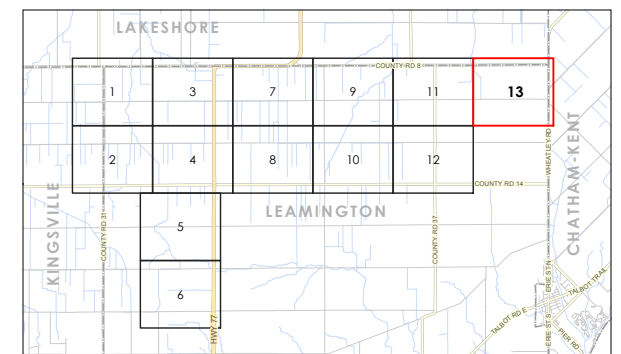 LAKESHORE
COUNTY RD 8
1
3
7
9
11
13
2
4
8
10
12
WHEATLEY RD
CHATHAM-KENT
COUNTY RD 14
KINGSVILLE
LEAMINGTON
COUNTY RD 31
5
COUNTY RD 37
6
HWY 77
ERIE ST N
TALBOT TRAIL
TALBOT RD E
ERIE ST S
PIER RD